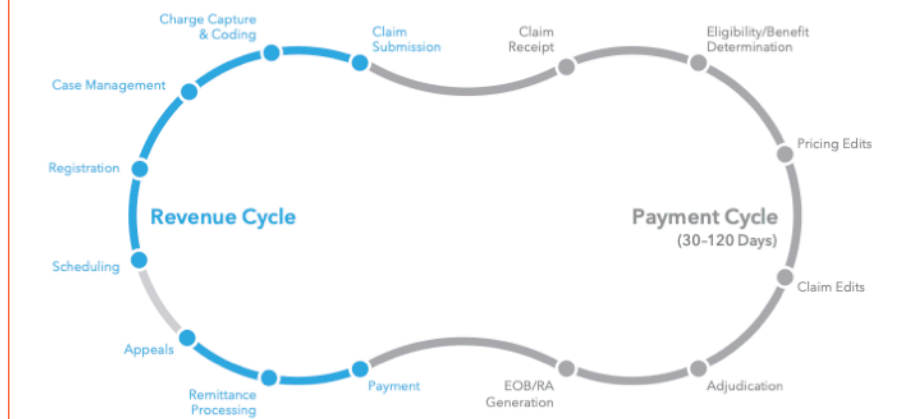 Charge Capture
& Coding
Claim
Submission
Claim
Receipt
Eligibility/Benefit
Determination
Case Management
Pricing Edits
Registration
Revenue Cycle
Payment Cycle
(30-120 Days)
Scheduling
Claim Edits
Appeals
Remittance
Processing
Payment
EOB/RA
Generation
Adjudication